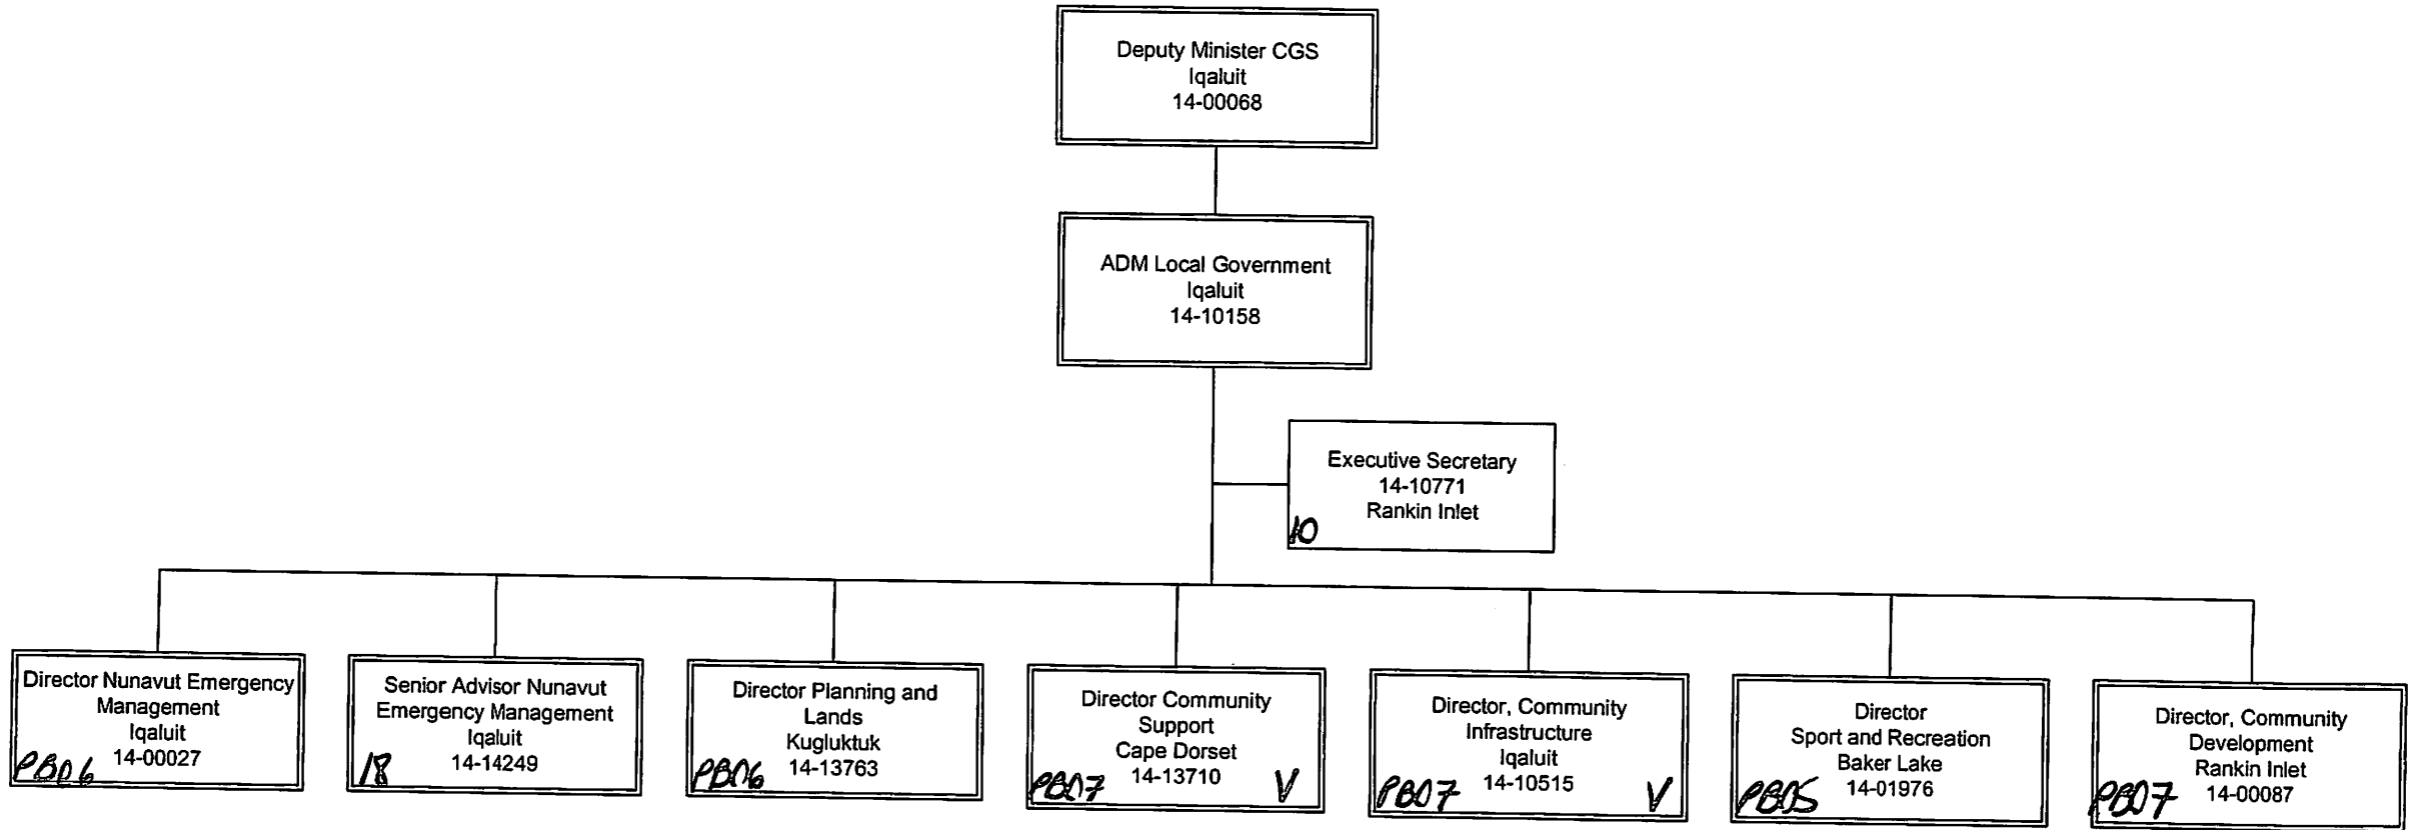 Deputy Minister CGS
Iqaluit
14-00068
ADM Local Government
Iqaluit
14-10158
Executive Secretary
14-10771
Rankin Inlet
10
Director Nunavut Emergency
Management
Iqaluit
14-00027
PB06
Senior Advisor Nunavut
Emergency Management
Iqaluit
14-14249
18
Director Planning and
Lands
Kugluktuk
14-13763
PB06
Director Community
Support
Cape Dorset
14-13710
PB07 V
Director, Community
Infrastructure
Iqaluit
14-10515
PB07 V
Director
Sport and Recreation
Baker Lake
14-01976
PB05
Director, Community
Development
Rankin Inlet
14-00087
PB07